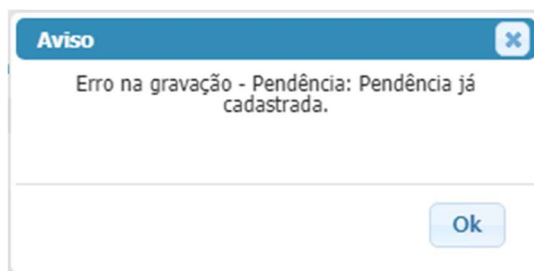 Aviso
Erro na gravação - Pendência: Pendência já
cadastrada.
Ok